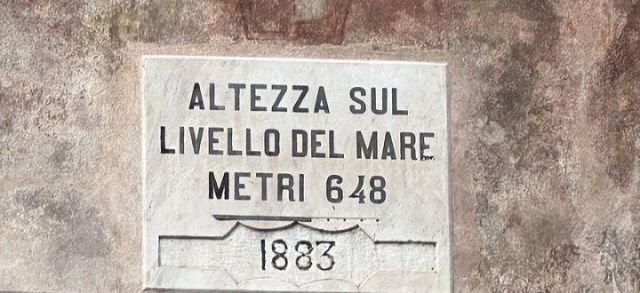 ALTEZZA SUL
LIVELLO DEL MARE
METRI 648
1883